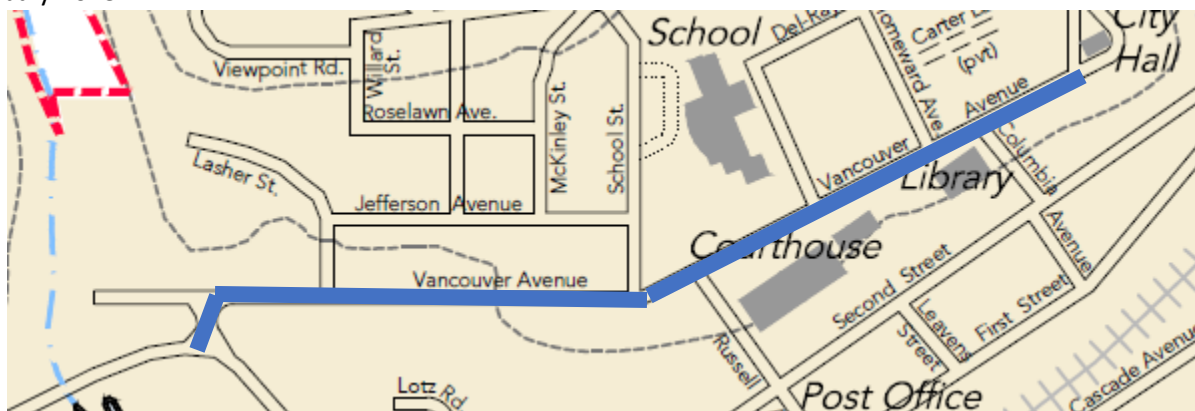 School
Del-Ra
Homeward Ave.
Carter
(pvt)
City
Hall
Viewpoint Rd.
Willard
St.
Roselawn Ave.
McKinley St.
School St.
Avenue
Vancouver
Columbia
Avenue
Library
Lasher St.
Jefferson Avenue
Courthouse
Vancouver Avenue
Second Street
First Street
Leavens
Street
Russell
Cascade Avenue
Lotz Rd.
Post Office